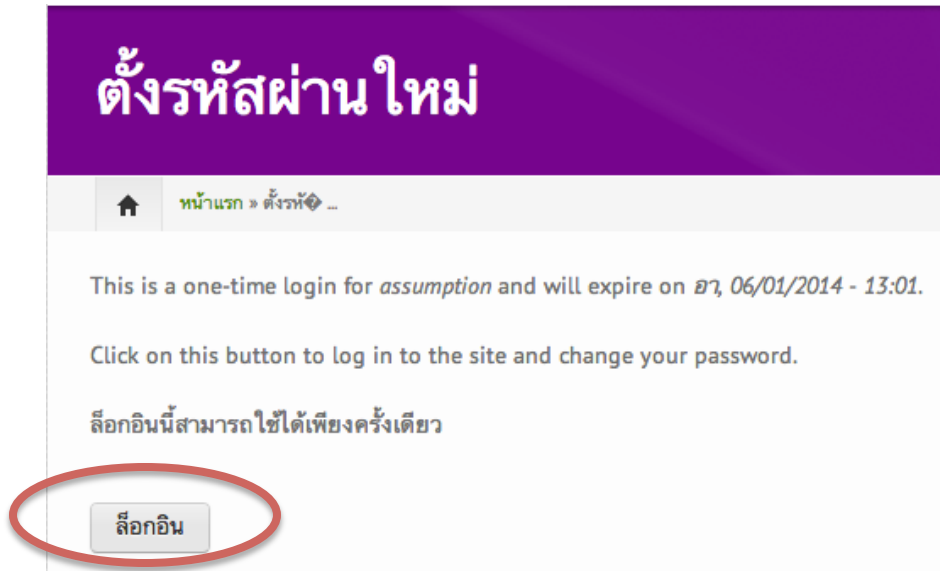 ตั้งรหัสผ่านใหม่
หน้าแรก » ตั้งรห้� ...
This is a one-time login for assumption and will expire on อา, 06/01/2014 - 13:01.
Click on this button to log in to the site and change your password.
ล็อกอินนี้สามารถใช้ได้เพียงครั้งเดียว
ล็อกอิน